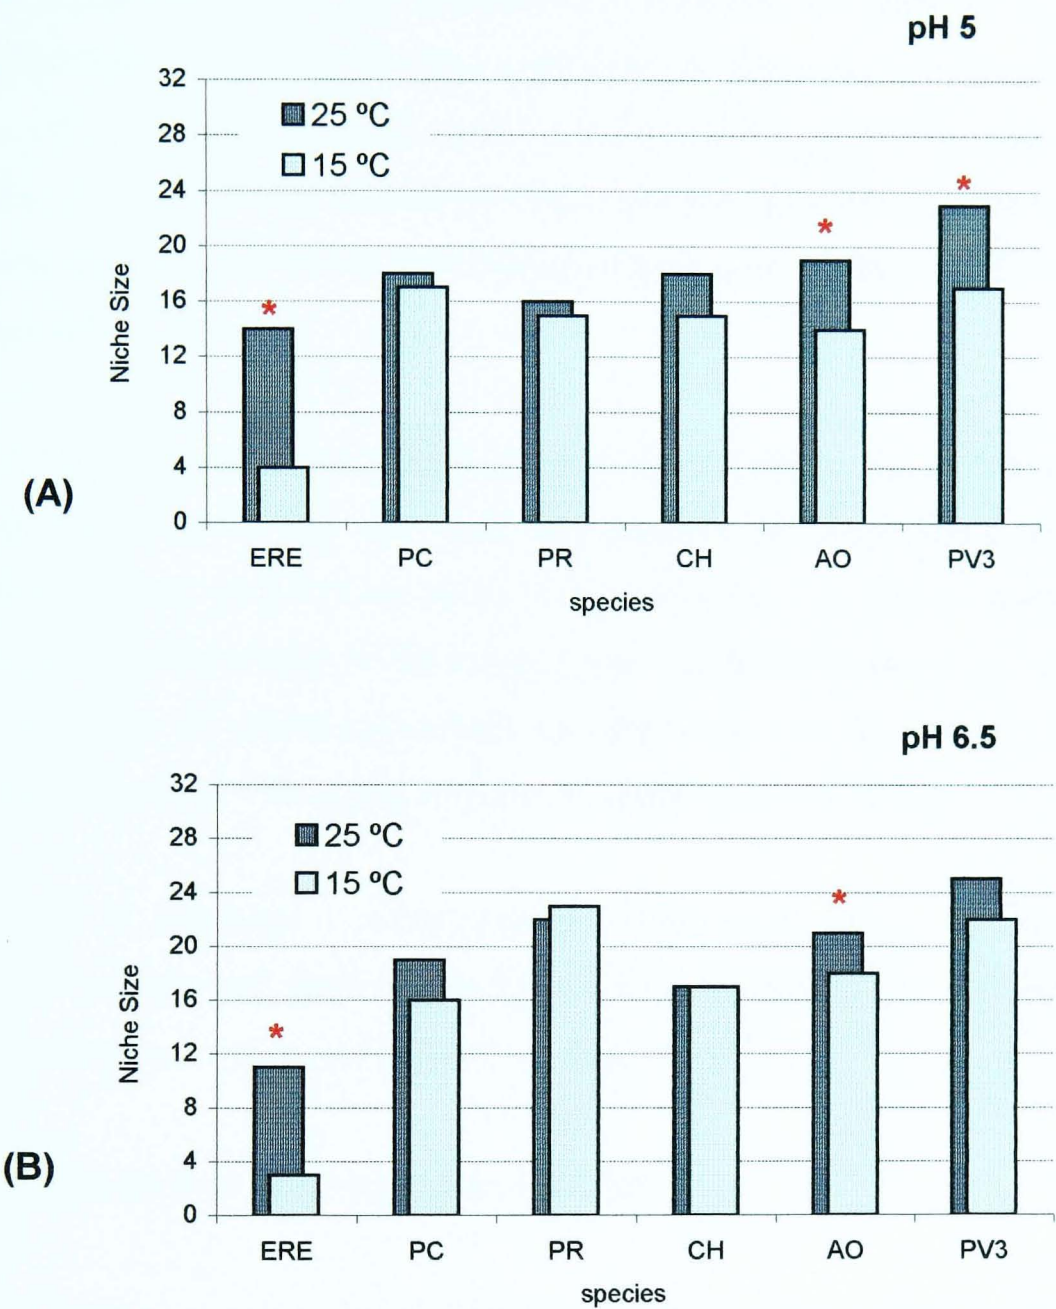 pH 5
32
28
24
20
16
12
8
4
0
Niche Size
25 ºC
15 ºC
*
*
*
(A)
ERE PC PR CH AO PV3
species
pH 6.5
32
28
24
20
16
12
8
4
0
Niche Size
25 ºC
15 ºC
*
*
(B)
ERE PC PR CH AO PV3
species